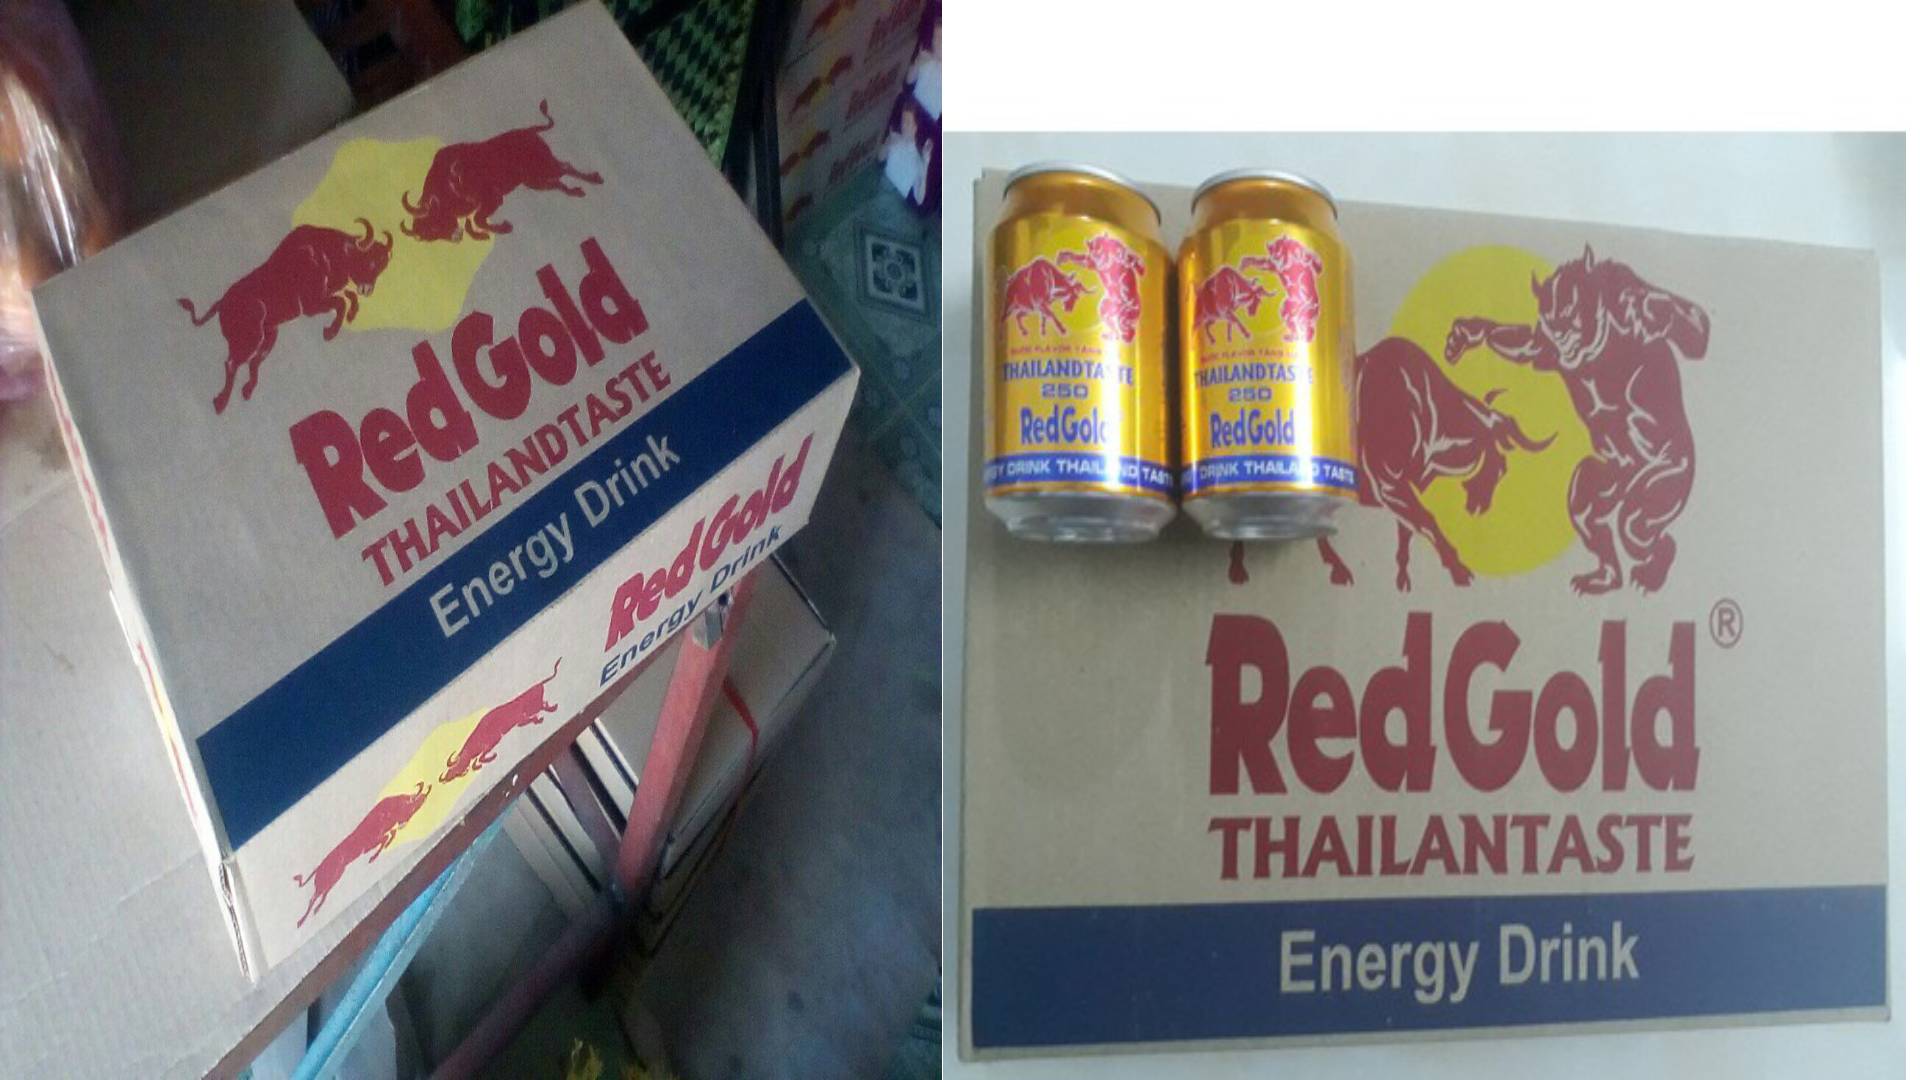 RedGold
THAILANDTASTE
Energy Drink
RedGold
Energy Drink
THAILANDTASTE
250
RedGold
DRINK THAILAND TASTE
THAILANDTASTE
250
RedGold
DRINK THAILAND TASTE
RedGold®
THAILANTASTE
Energy Drink